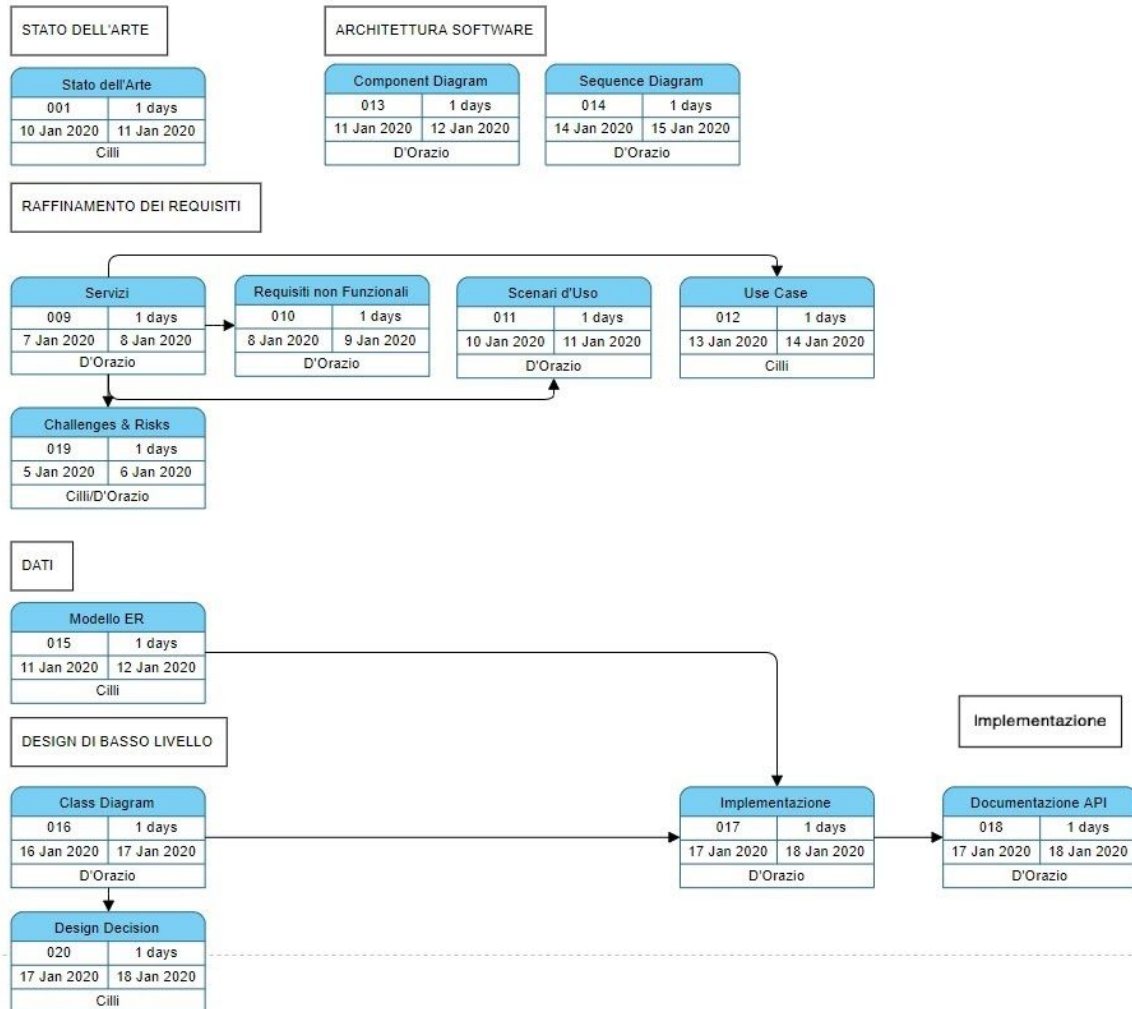 STATO DELL'ARTE
ARCHITETTURA SOFTWARE
Stato dell'Arte
001 1 days
10 Jan 2020 11 Jan 2020
Cilli
Component Diagram
013 1 days
11 Jan 2020 12 Jan 2020
D'Orazio
Sequence Diagram
014 1 days
14 Jan 2020 15 Jan 2020
D'Orazio
RAFFINAMENTO DEI REQUISITI
Servizi
009 1 days
7 Jan 2020 8 Jan 2020
D'Orazio
Requisiti non Funzionali
010 1 days
8 Jan 2020 9 Jan 2020
D'Orazio
Scenari d'Uso
011 1 days
10 Jan 2020 11 Jan 2020
D'Orazio
Use Case
012 1 days
13 Jan 2020 14 Jan 2020
Cilli
Challenges & Risks
019 1 days
5 Jan 2020 6 Jan 2020
Cilli/D'Orazio
DATI
Modello ER
015 1 days
11 Jan 2020 12 Jan 2020
Cilli
DESIGN DI BASSO LIVELLO
Implementazione
Class Diagram
016 1 days
16 Jan 2020 17 Jan 2020
D'Orazio
Implementazione
017 1 days
17 Jan 2020 18 Jan 2020
D'Orazio
Documentazione API
018 1 days
17 Jan 2020 18 Jan 2020
D'Orazio
Design Decision
020 1 days
17 Jan 2020 18 Jan 2020
Cilli